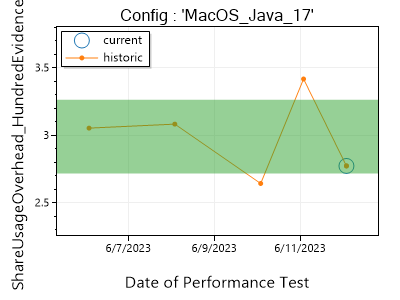 Config : 'MacOS_Java_17'
ShareUsageOverhead_HundredEvidence
current
historic
3.5
3
2.5
6/7/2023
6/9/2023
6/11/2023
Date of Performance Test